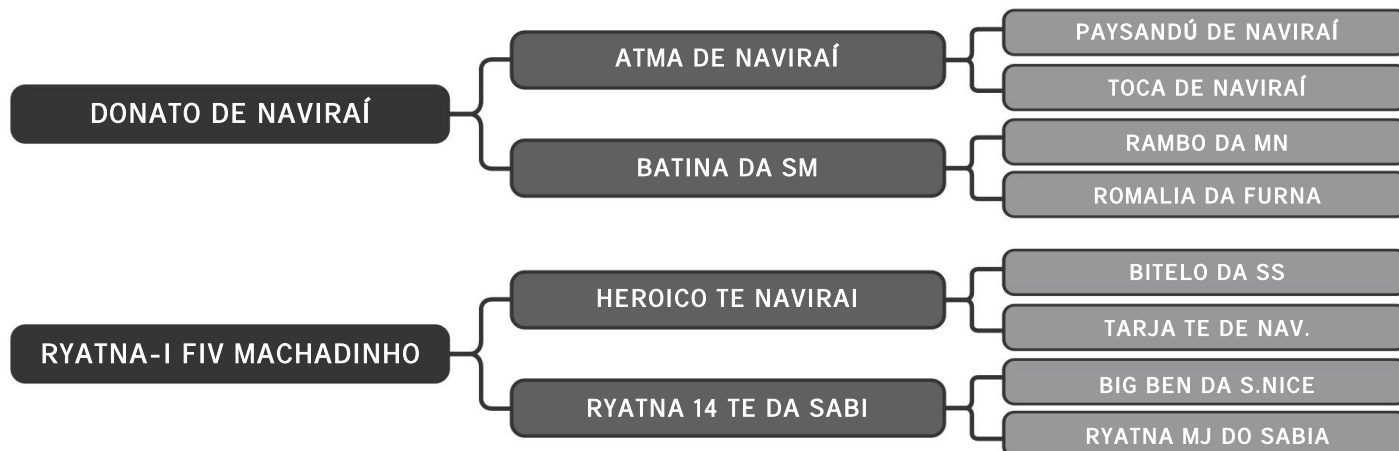 DONATO DE NAVIRAÍ
ATMA DE NAVIRAÍ
PAYSANDÚ DE NAVIRAÍ
TOCA DE NAVIRAÍ
BATINA DA SM
RAMBO DA MN
ROMALIA DA FURNA
RYATNA-I FIV MACHADINHO
HEROICO TE NAVIRAI
BITELO DA SS
TARJA TE DE NAV.
RYATNA 14 TE DA SABI
BIG BEN DA S.NICE
RYATNA MJ DO SABIA